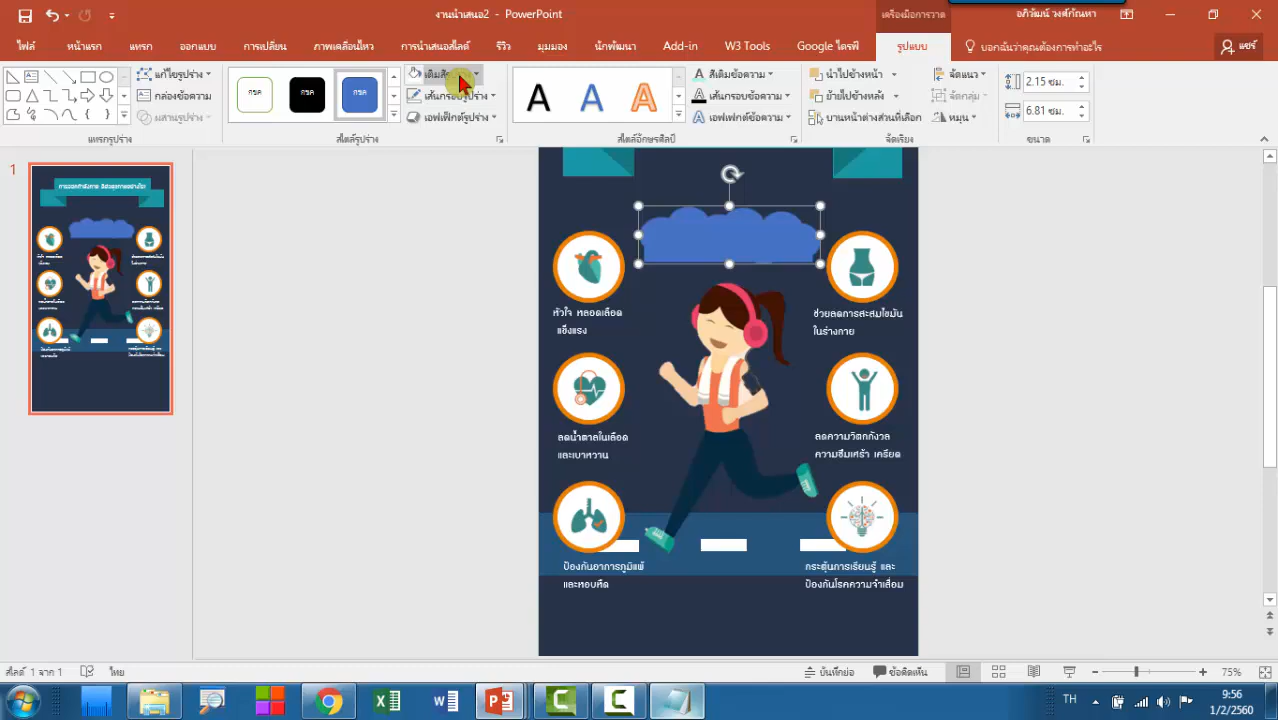 งานนำเสนอ2 - PowerPoint
เครื่องมือการวาด
อภิวัฒน์ วงศ์กัณหา
ไฟล์
หน้าแรก
แทรก
ออกแบบ
การเปลี่ยน
ภาพเคลื่อนไหว
การนำเสนอสไลด์
รีวิว
มุมมอง
นักพัฒนา
Add-in
W3 Tools
Google ไดรฟ์
รูปแบบ
บอกฉันว่าคุณต้องการทำอะไร
แชร์
แก้ไขรูปร่าง
กล่องข้อความ
ผสานรูปร่าง
แทรกรูปร่าง
กขค
กขค
กขค
เติมสีรูปร่าง
เส้นกรอบรูปร่าง
เอฟเฟ็กต์รูปร่าง
สไตล์รูปร่าง
A A A
สีเติมข้อความ
เส้นกรอบข้อความ
เอฟเฟกต์ข้อความ
สไตล์อักษรศิลป์
นำไปข้างหน้า
ย้ายไปข้างหลัง
บานหน้าต่างส่วนที่เลือก
จัดแนว
จัดกลุ่ม
หมุน
จัดเรียง
2.15 ซม.
6.81 ซม.
ขนาด
1
หัวใจ หลอดเลือด
แข็งแรง
ช่วยลดการสะสมไขมัน
ในร่างกาย
ลดน้ำตาลในเลือด
และเบาหวาน
ลดความวิตกกังวล
ความซึมเศร้า เครียด
ป้องกันอาการภูมิแพ้
และหอบหืด
กระตุ้นการเรียนรู้ และ
ป้องกันโรคความจำเสื่อม
สไลด์ 1 จาก 1
ไทย
บันทึกย่อ
ข้อคิดเห็น
75%
TH
9:56
1/2/2560